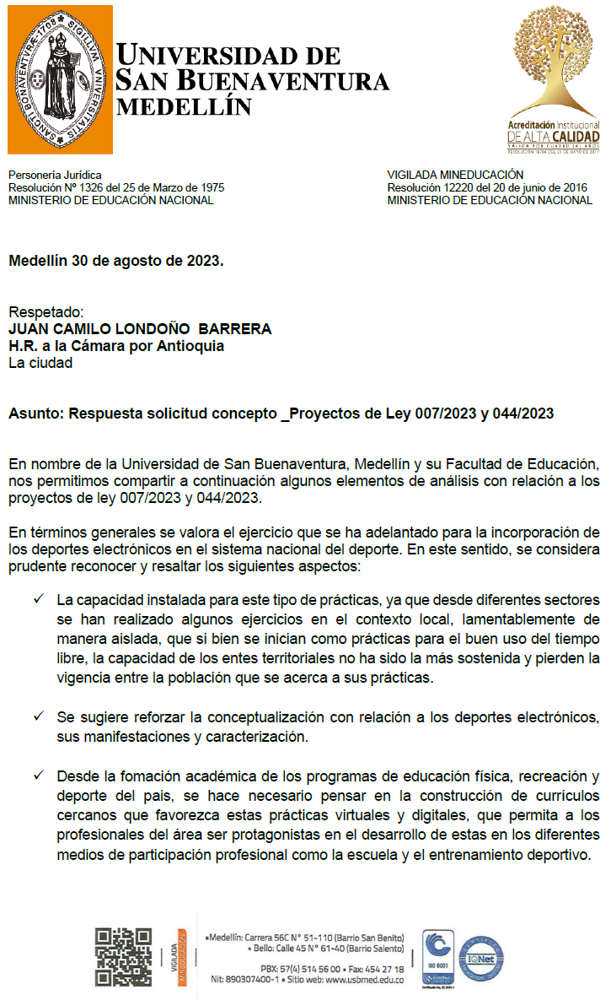 SANCTI BONAVENTURÆ-1708 SIGILLVM VNIVERSITATIS
UNIVERSIDAD DE
SAN BUENAVENTURA
MEDELLÍN
Acreditación Institucional
DE ALTA CALIDAD
VÁLIDA POR CUATRO (4) AÑOS
Personería Jurídica
Resolución Nº 1326 del 25 de Marzo de 1975
MINISTERIO DE EDUCACIÓN NACIONAL
VIGILADA MINEDUCACIÓN
Resolución 12220 del 20 de junio de 2016
MINISTERIO DE EDUCACIÓN NACIONAL
Medellín 30 de agosto de 2023.
Respetado:
JUAN CAMILO LONDOÑO BARRERA
H.R. a la Cámara por Antioquia
La ciudad
Asunto: Respuesta solicitud concepto _Proyectos de Ley 007/2023 y 044/2023
En nombre de la Universidad de San Buenaventura, Medellín y su Facultad de Educación,
nos permitimos compartir a continuación algunos elementos de análisis con relación a los
proyectos de ley 007/2023 y 044/2023.
En términos generales se valora el ejercicio que se ha adelantado para la incorporación de
los deportes electrónicos en el sistema nacional del deporte. En este sentido, se considera
prudente reconocer y resaltar los siguientes aspectos:
✓ La capacidad instalada para este tipo de prácticas, ya que desde diferentes sectores
se han realizado algunos ejercicios en el contexto local, lamentablemente de
manera aislada, que si bien se inician como prácticas para el buen uso del tiempo
libre, la capacidad de los entes territoriales no ha sido la más sostenida y pierden la
vigencia entre la población que se acerca a sus prácticas.
✓ Se sugiere reforzar la conceptualización con relación a los deportes electrónicos,
sus manifestaciones y caracterización.
✓ Desde la fomación académica de los programas de educación física, recreación y
deporte del pais, se hace necesario pensar en la construcción de currículos
cercanos que favorezca estas prácticas virtuales y digitales, que permita a los
profesionales del área ser protagonistas en el desarrollo de estas en los diferentes
medios de participación profesional como la escuela y el entrenamiento deportivo.
VIGILADA
MINEDUCACIÓN
▪Medellín: Carrera 56C N° 51-110 (Barrio San Benito)
▪ Bello: Calle 45 N° 61-40 (Barrio Salento)
PBX: 57(4) 514 56 00 ▪ Fax: 454 27 18
Nit: 890307400-1 ▪ Sitio web: www.usbmed.edu.co
ISO 9001
icontec
CERTIFIED
IQNet